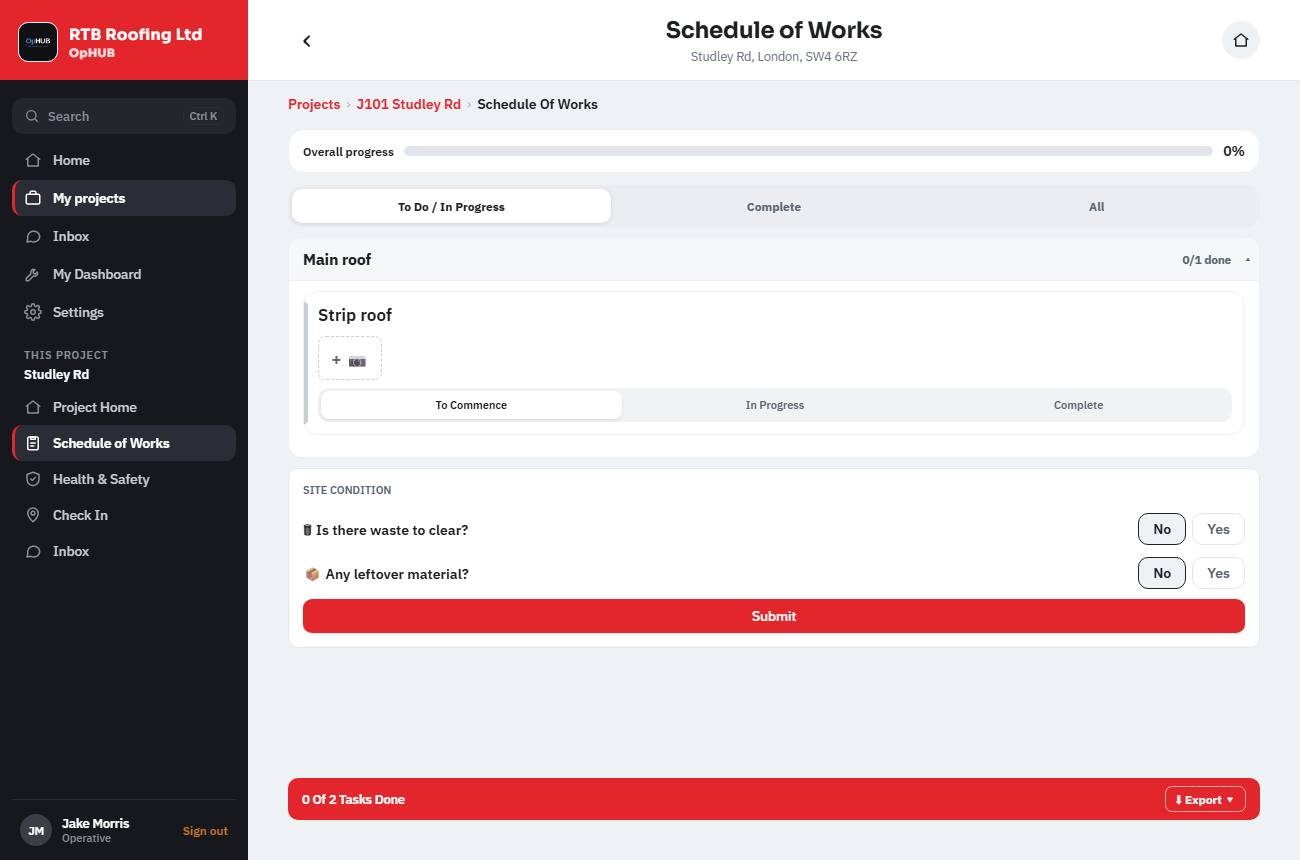 OpHUB
RTB Roofing Ltd
OpHUB
Search
Ctrl K
Home
My projects
Inbox
My Dashboard
Settings
THIS PROJECT
Studley Rd
Project Home
Schedule of Works
Health & Safety
Check In
Inbox
JM
Jake Morris
Operative
Sign out
Schedule of Works
Studley Rd, London, SW4 6RZ
Projects › J101 Studley Rd › Schedule Of Works
Overall progress
0%
To Do / In Progress
Complete
All
Main roof
0/1 done
Strip roof
+
To Commence
In Progress
Complete
SITE CONDITION
Is there waste to clear?
No
Yes
Any leftover material?
No
Yes
Submit
0 Of 2 Tasks Done
⬇ Export ▼